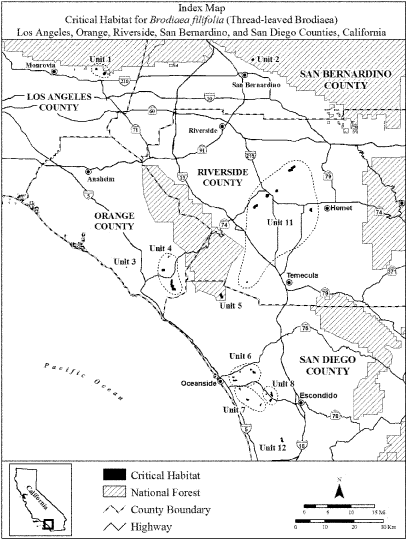 Index Map
Critical Habitat for Brodiaea filifolia (Thread-leaved Brodiaea)
Los Angeles, Orange, Riverside, San Bernardino, and San Diego Counties, California
Unit 1
Unit 2
Monrovia
210
San Bernardino
SAN BERNARDINO
COUNTY
LOS ANGELES
COUNTY
10
60
Riverside
71
91
215
79
Anaheim
RIVERSIDE
COUNTY
5
15
Hemet
74
ORANGE
COUNTY
74
Unit 11
Unit 4
Unit 3
371
Temecula
Unit 5
79
76
Pacific Ocean
Unit 6
SAN DIEGO
COUNTY
Oceanside
Unit 8
Escondido
Unit 7
78
Unit 12
5
15
California
Critical Habitat
National Forest
County Boundary
Highway
N
0 5 10 15 Mi
0 10 20 30 Km